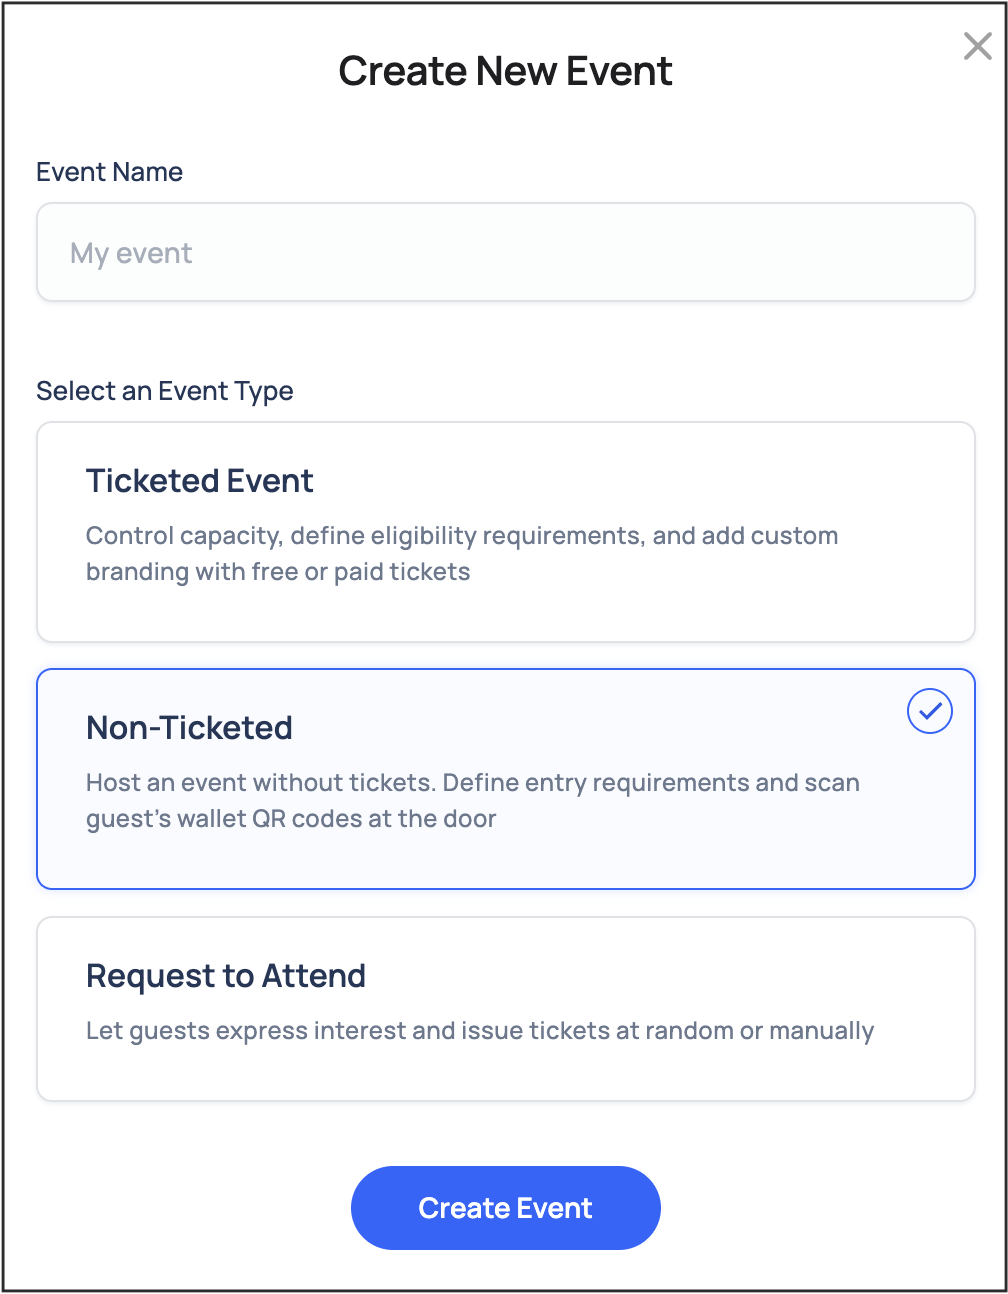 Create New Event
Event Name
My event
Select an Event Type
Ticketed Event
Control capacity, define eligibility requirements, and add custom
branding with free or paid tickets
Non-Ticketed
Host an event without tickets. Define entry requirements and scan
guest’s wallet QR codes at the door
Request to Attend
Let guests express interest and issue tickets at random or manually
Create Event